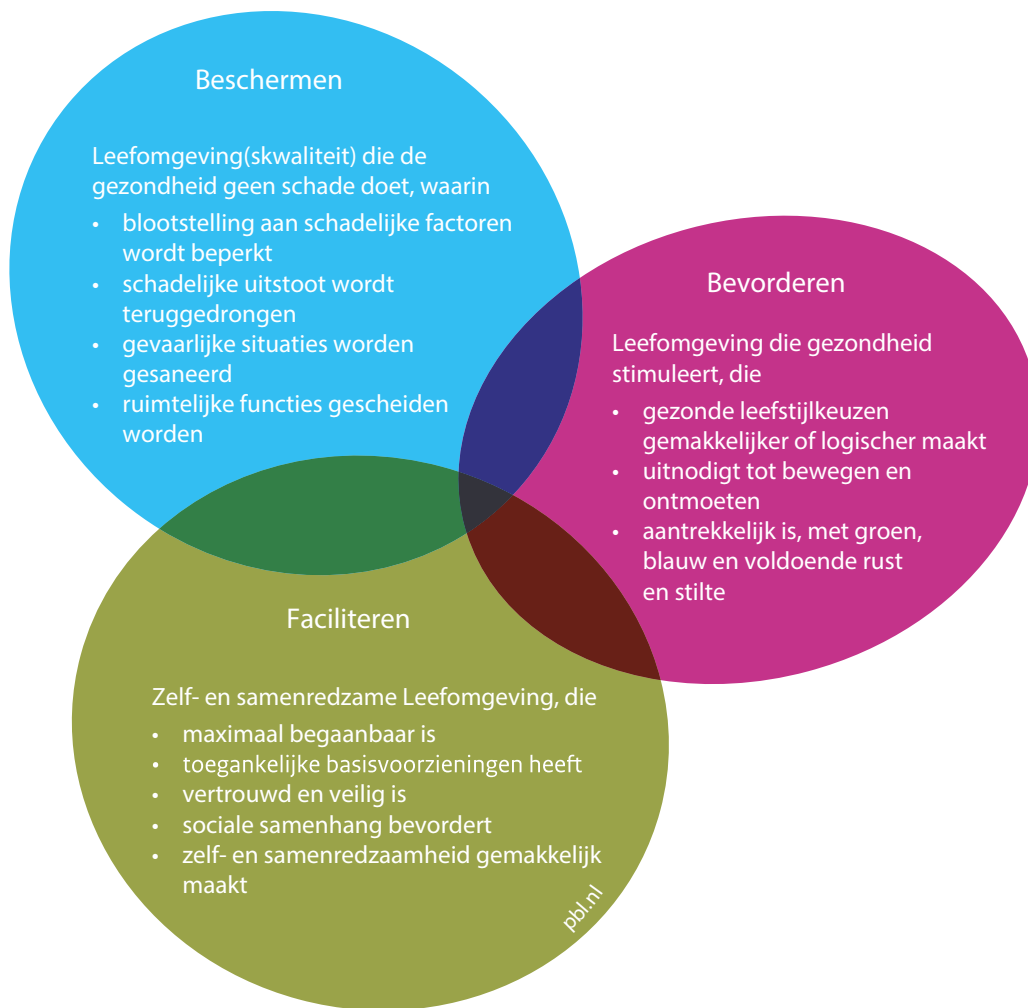 Beschermen
Leefomgeving(skwaliteit) die de
gezondheid geen schade doet, waarin
• blootstelling aan schadelijke factoren
wordt beperkt
• schadelijke uitstoot wordt
teruggedrongen
• gevaarlijke situaties worden
gesaneerd
• ruimtelijke functies gescheiden
worden
Bevorderen
Leefomgeving die gezondheid
stimuleert, die
• gezonde leefstijlkeuzen
gemakkelijker of logischer maakt
• uitnodigt tot bewegen en
ontmoeten
• aantrekkelijk is, met groen,
blauw en voldoende rust
en stilte
Faciliteren
Zelf- en samenredzame Leefomgeving, die
• maximaal begaanbaar is
• toegankelijke basisvoorzieningen heeft
• vertrouwd en veilig is
• sociale samenhang bevordert
• zelf- en samenredzaamheid gemakkelijk
maakt
pbl.nl